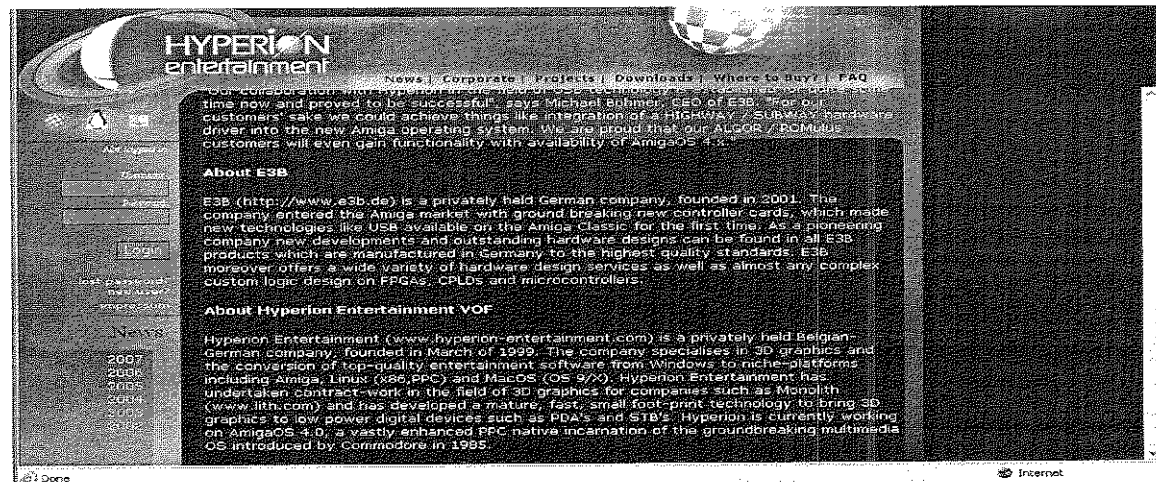 HYPERiON
entertainment
News | Corporate | Projects | Downloads | Where to Buy? | FAQ
time now and proved to be successful", says Michael Böhmer, CEO of E3B. "For our
customers' sake we could achieve things like integration of a HIGHWAY / SUBWAY hardware
driver into the new Amiga operating system. We are proud that our ALGOR / ROMulus
customers will even gain functionality with availability of AmigaOS 4.x."
About E3B
E3B (http://www.e3b.de) is a privately held German company, founded in 2001. The
company entered the Amiga market with ground breaking new controller cards, which made
new technologies like USB available on the Amiga Classic for the first time. As a pioneering
company new developments and outstanding hardware designs can be found in all E3B
products which are manufactured in Germany to the highest quality standards. E3B
moreover offers a wide variety of hardware design services as well as almost any complex
custom logic design on FPGAs, CPLDs and microcontrollers.
About Hyperion Entertainment VOF
Hyperion Entertainment (www.hyperion-entertainment.com) is a privately held Belgian-
German company, founded in March of 1999. The company specialises in 3D graphics and
the conversion of top-quality entertainment software from Windows to niche-platforms
including Amiga, Linux (x86,PPC) and MacOS (OS 9/X). Hyperion Entertainment has
undertaken contract-work in the field of 3D graphics for companies such as Monolith
(www.lith.com) and has developed a mature, fast, small foot-print technology to bring 3D
graphics to low power digital devices such as PDA's and STB's. Hyperion is currently working
on AmigaOS 4.0, a vastly enhanced PPC native incarnation of the groundbreaking multimedia
OS introduced by Commodore in 1985.
Not logged in
Username
Password
Login
lost password?
new user?
News
2007
2006
2005
2004
2003
Done
Internet